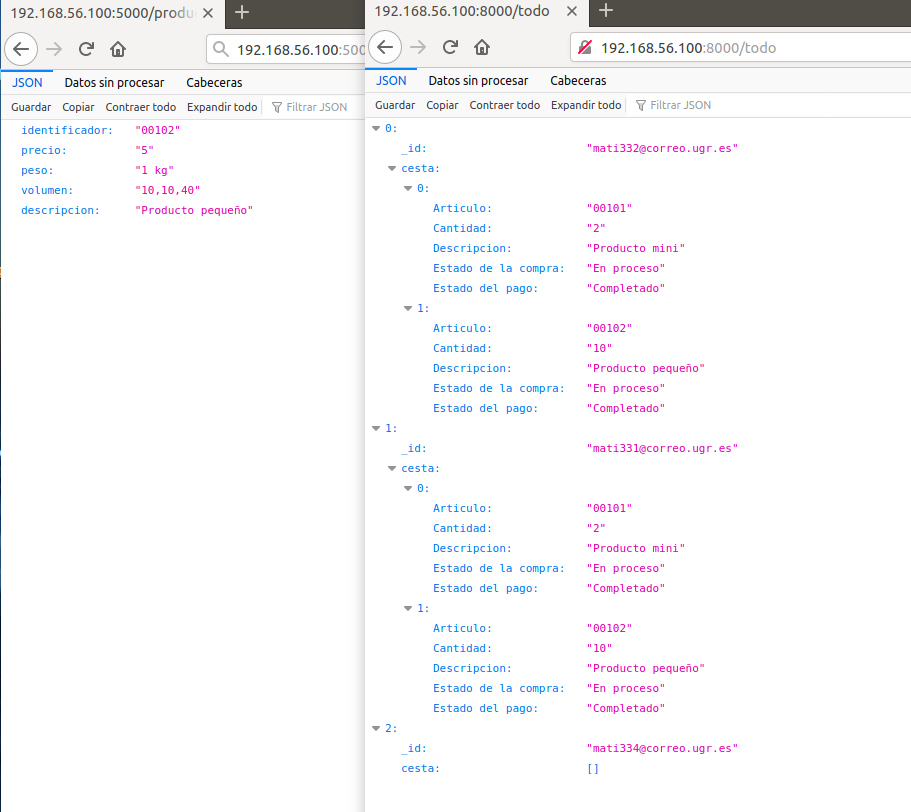 192.168.56.100:5000/produ
192.168.56.100:500
JSON Datos sin procesar Cabeceras
Guardar Copiar Contraer todo Expandir todo Filtrar JSON
identificador: "00102"
precio: "5"
peso: "1 kg"
volumen: "10,10,40"
descripcion: "Producto pequeño"
192.168.56.100:8000/todo
192.168.56.100:8000/todo
JSON Datos sin procesar Cabeceras
Guardar Copiar Contraer todo Expandir todo Filtrar JSON
0:
_id: "mati332@correo.ugr.es"
cesta:
0:
Articulo: "00101"
Cantidad: "2"
Descripcion: "Producto mini"
Estado de la compra: "En proceso"
Estado del pago: "Completado"
1:
Articulo: "00102"
Cantidad: "10"
Descripcion: "Producto pequeño"
Estado de la compra: "En proceso"
Estado del pago: "Completado"
1:
_id: "mati331@correo.ugr.es"
cesta:
0:
Articulo: "00101"
Cantidad: "2"
Descripcion: "Producto mini"
Estado de la compra: "En proceso"
Estado del pago: "Completado"
1:
Articulo: "00102"
Cantidad: "10"
Descripcion: "Producto pequeño"
Estado de la compra: "En proceso"
Estado del pago: "Completado"
2:
_id: "mati334@correo.ugr.es"
cesta: []